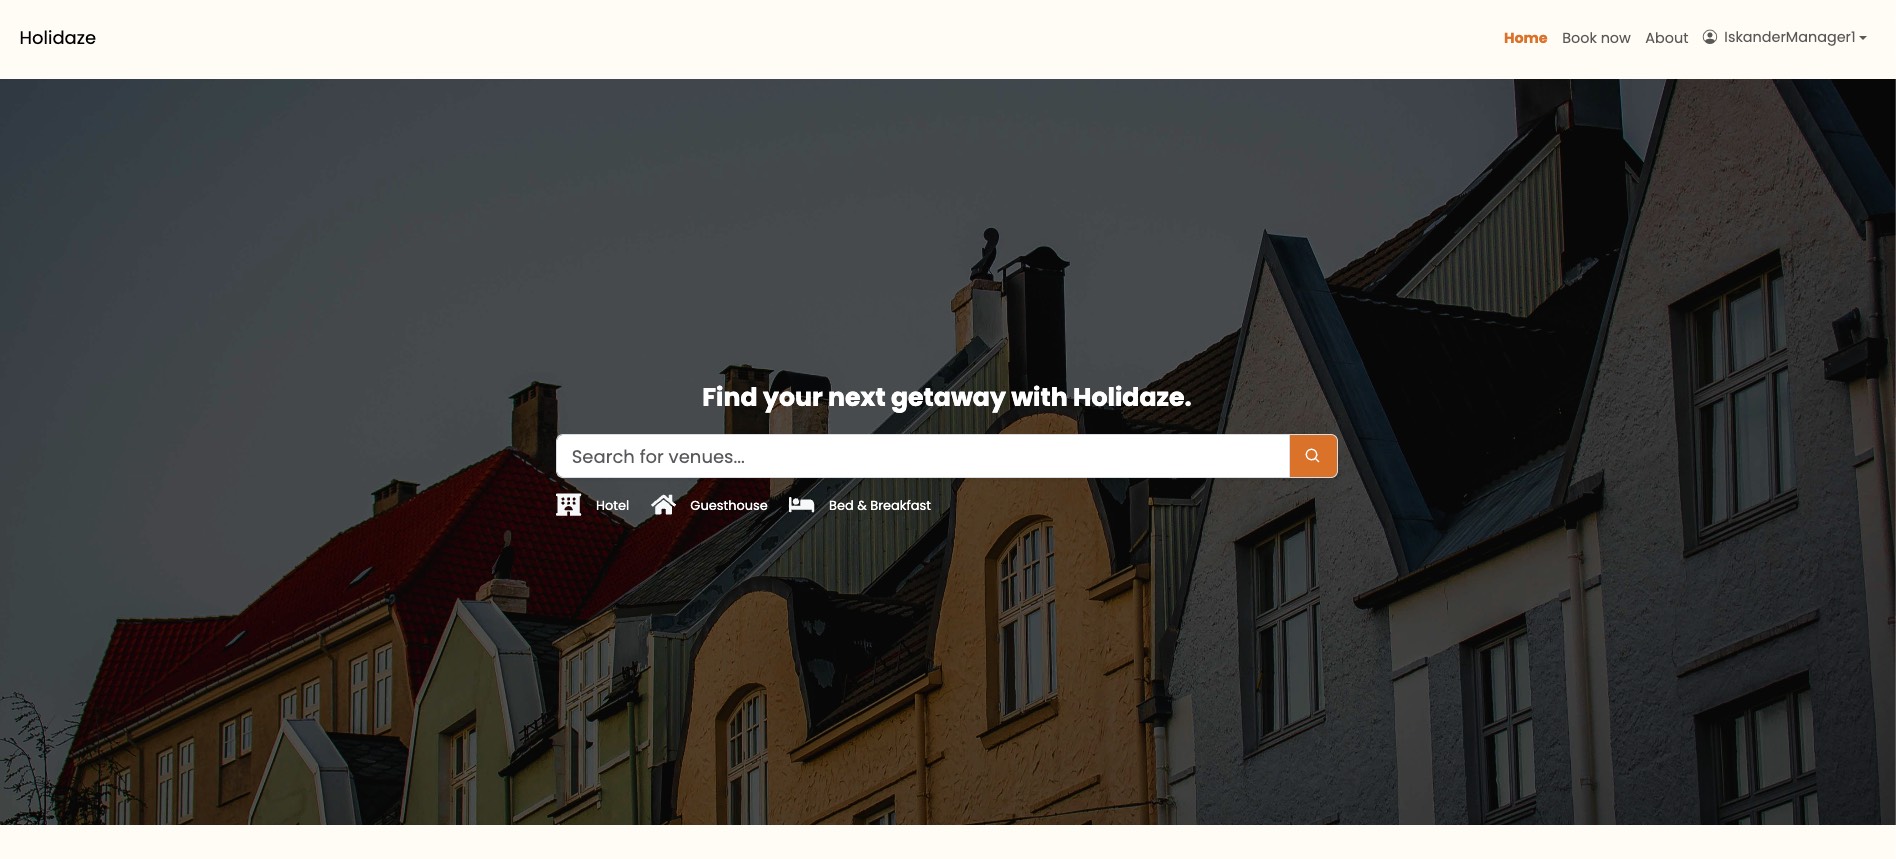 Holidaze
Home Book now About IskanderManager1
Find your next getaway with Holidaze.
Search for venues...
Hotel Guesthouse Bed & Breakfast